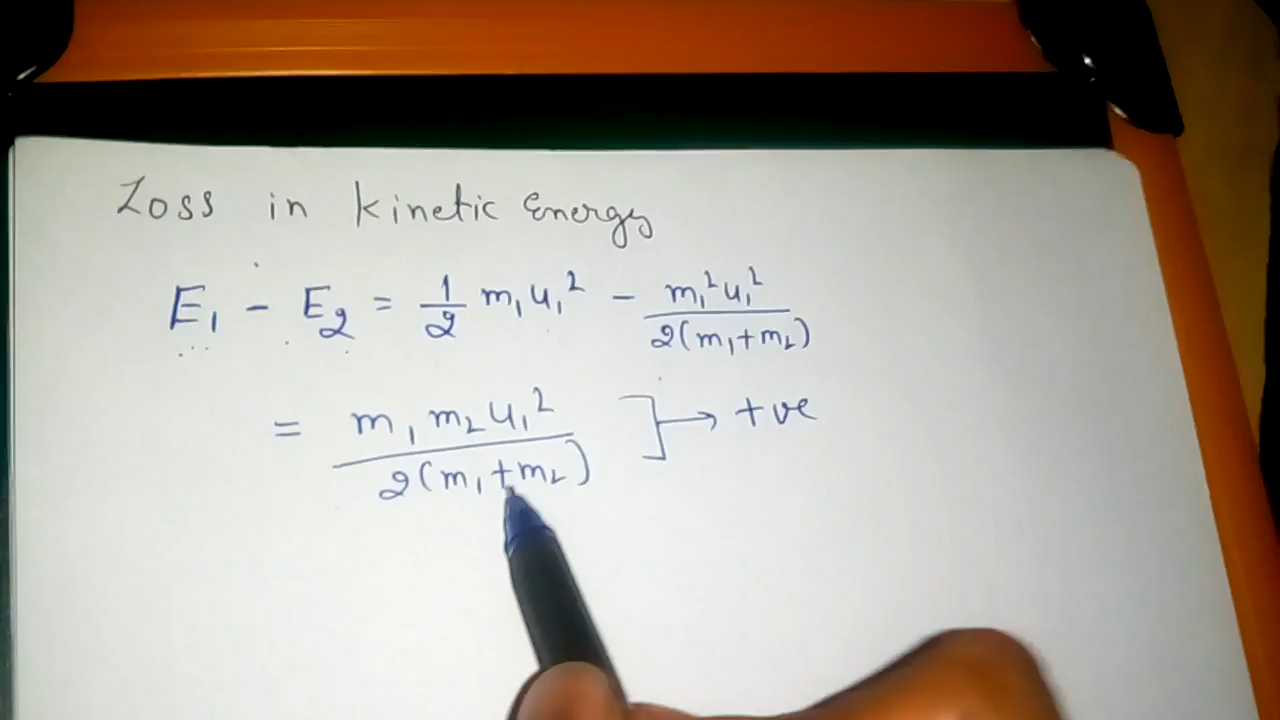 Loss in kinetic Energy
E₁ - E₂ = 1/2 m₁u₁² - m₁²u₁²/2(m₁+m₂)
= m₁m₂u₁²/2(m₁+m₂) ] → +ve